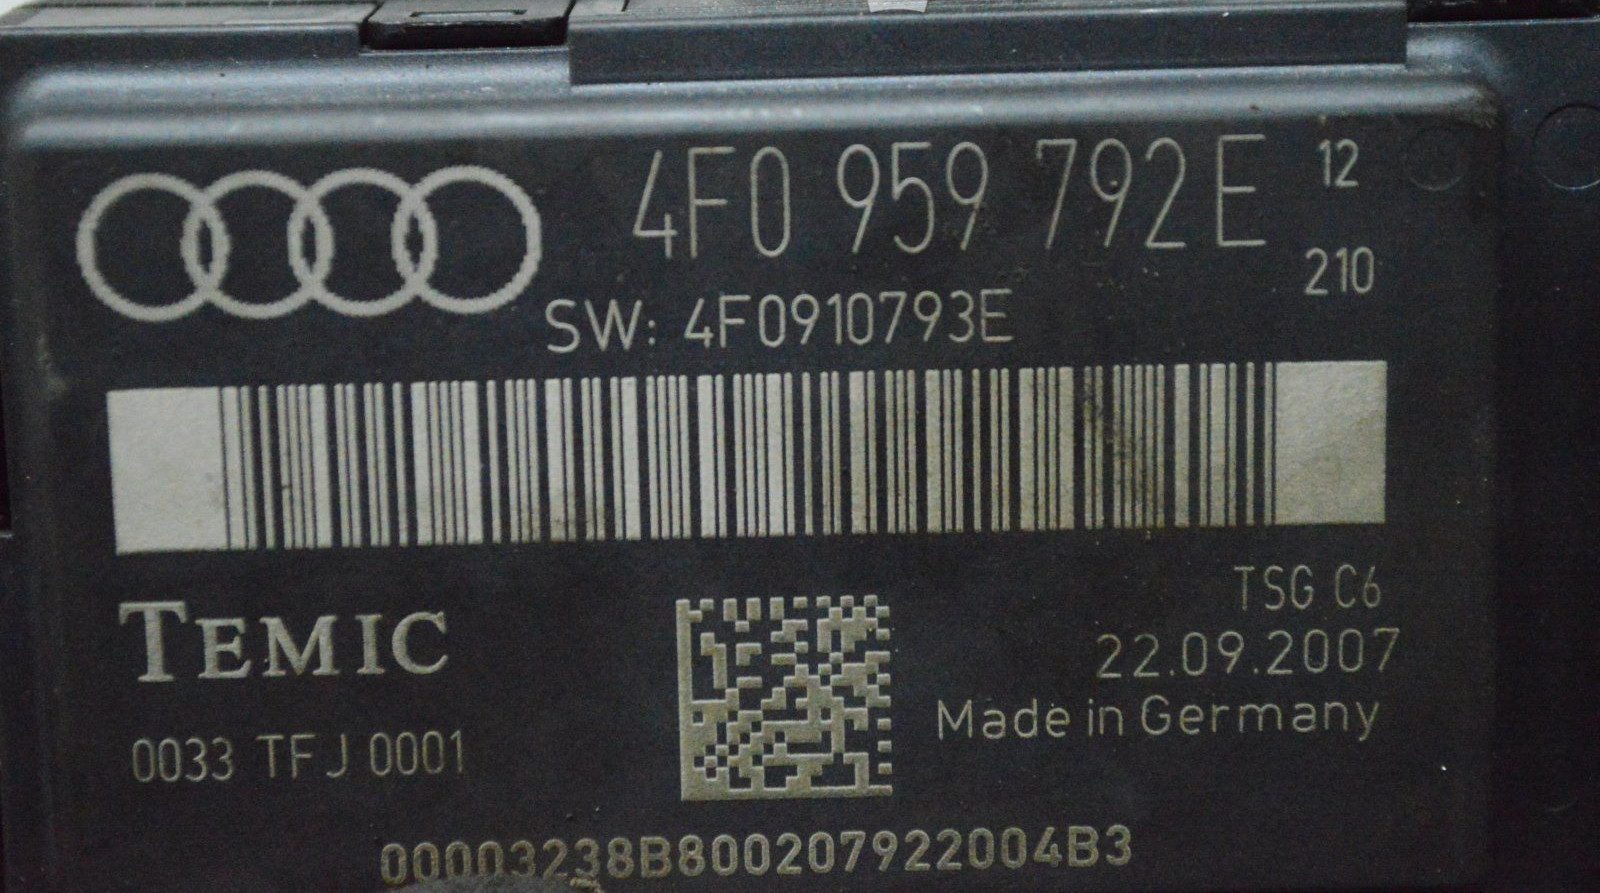 4F0 959 792 E 12
210
SW: 4F0910793E
TEMIC
TSG C6
22.09.2007
Made in Germany
0033 TFJ 0001
00003238B800207922004B3